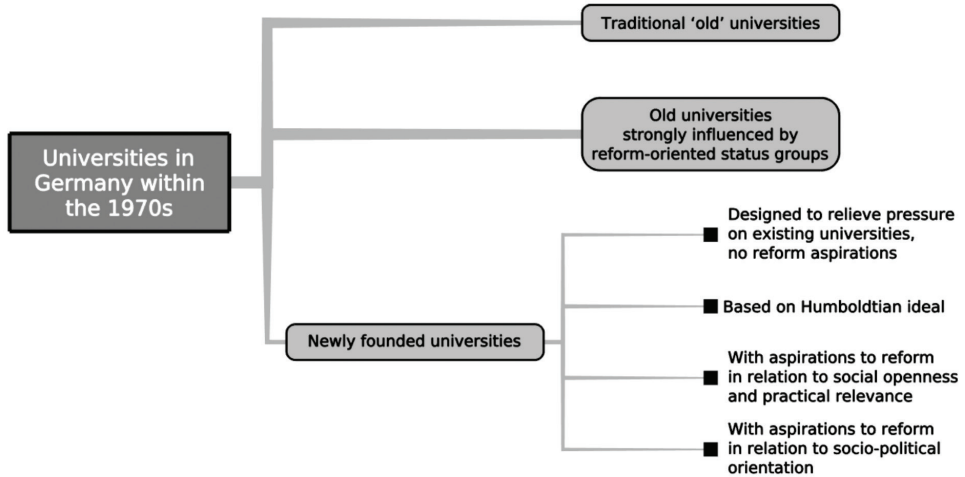 Traditional ‘old’ universities
Old universities
strongly influenced by
reform-oriented status groups
Universities in
Germany within
the 1970s
Designed to relieve pressure
on existing universities,
no reform aspirations
Based on Humboldtian ideal
Newly founded universities
With aspirations to reform
in relation to social openness
and practical relevance
With aspirations to reform
in relation to socio-political
orientation